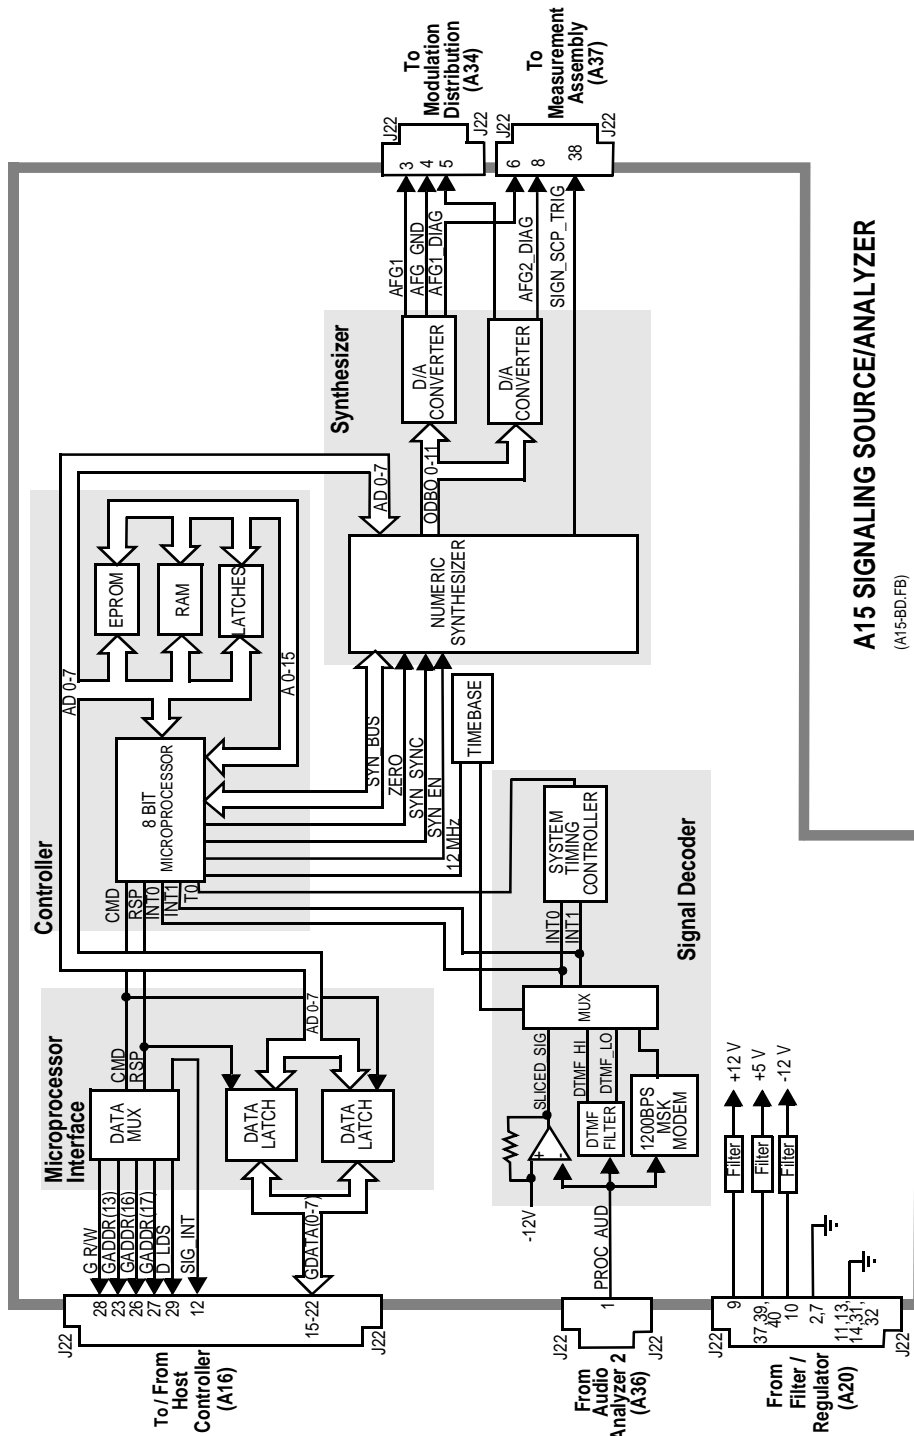 To / From
Host
Controller
(A16)
J22
28
23
26
27
29
12
15-22
J22
G R/W
GADDR(13)
GADDR(16)
GADDR(17)
D_LDS
SIG_INT
GDATA(0-7)
Microprocessor
Interface
DATA
MUX
CMD
RSP
DATA
LATCH
DATA
LATCH
AD 0-7
Controller
CMD
RSP
INT0
INT1
T0
8 BIT
MICROPROCESSOR
AD 0-7
EPROM
RAM
LATCHES
A 0-15
SYN_BUS
ZERO
SYN_SYNC
SYN_EN
12 MHz
TIMEBASE
Synthesizer
AD 0-7
NUMERIC
SYNTHESIZER
ODBO 0-11
D/A
CONVERTER
D/A
CONVERTER
AFG1
AFG_GND
AFG1_DIAG
AFG2_DIAG
SIGN_SCP_TRIG
J22
3
4
5
J22
To
Modulation
Distribution
(A34)
J22
6
8
38
J22
To
Measurement
Assembly
(A37)
From
Audio
Analyzer 2
(A36)
J22
1
J22
PROC_AUD
-12V
+
-
SLICED_SIG
DTMF_HI
DTMF_LO
DTMF
FILTER
1200BPS
MSK
MODEM
MUX
INT0
INT1
SYSTEM
TIMING
CONTROLLER
Signal Decoder
From
Filter /
Regulator
(A20)
J22
9
37,39,
40
10
2,7
11,13,
14,31,
32
J22
Filter
Filter
Filter
+12 V
+5 V
-12 V
A15 SIGNALING SOURCE/ANALYZER
(A15-BD.FB)